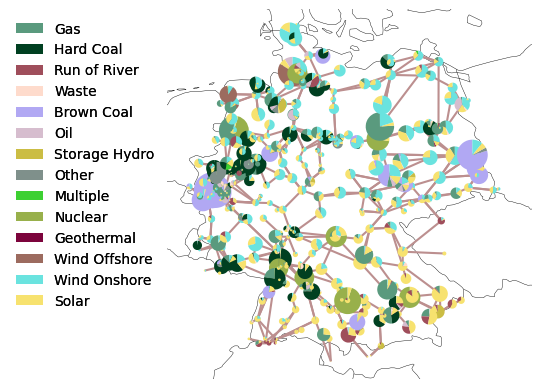 Gas
Hard Coal
Run of River
Waste
Brown Coal
Oil
Storage Hydro
Other
Multiple
Nuclear
Geothermal
Wind Offshore
Wind Onshore
Solar